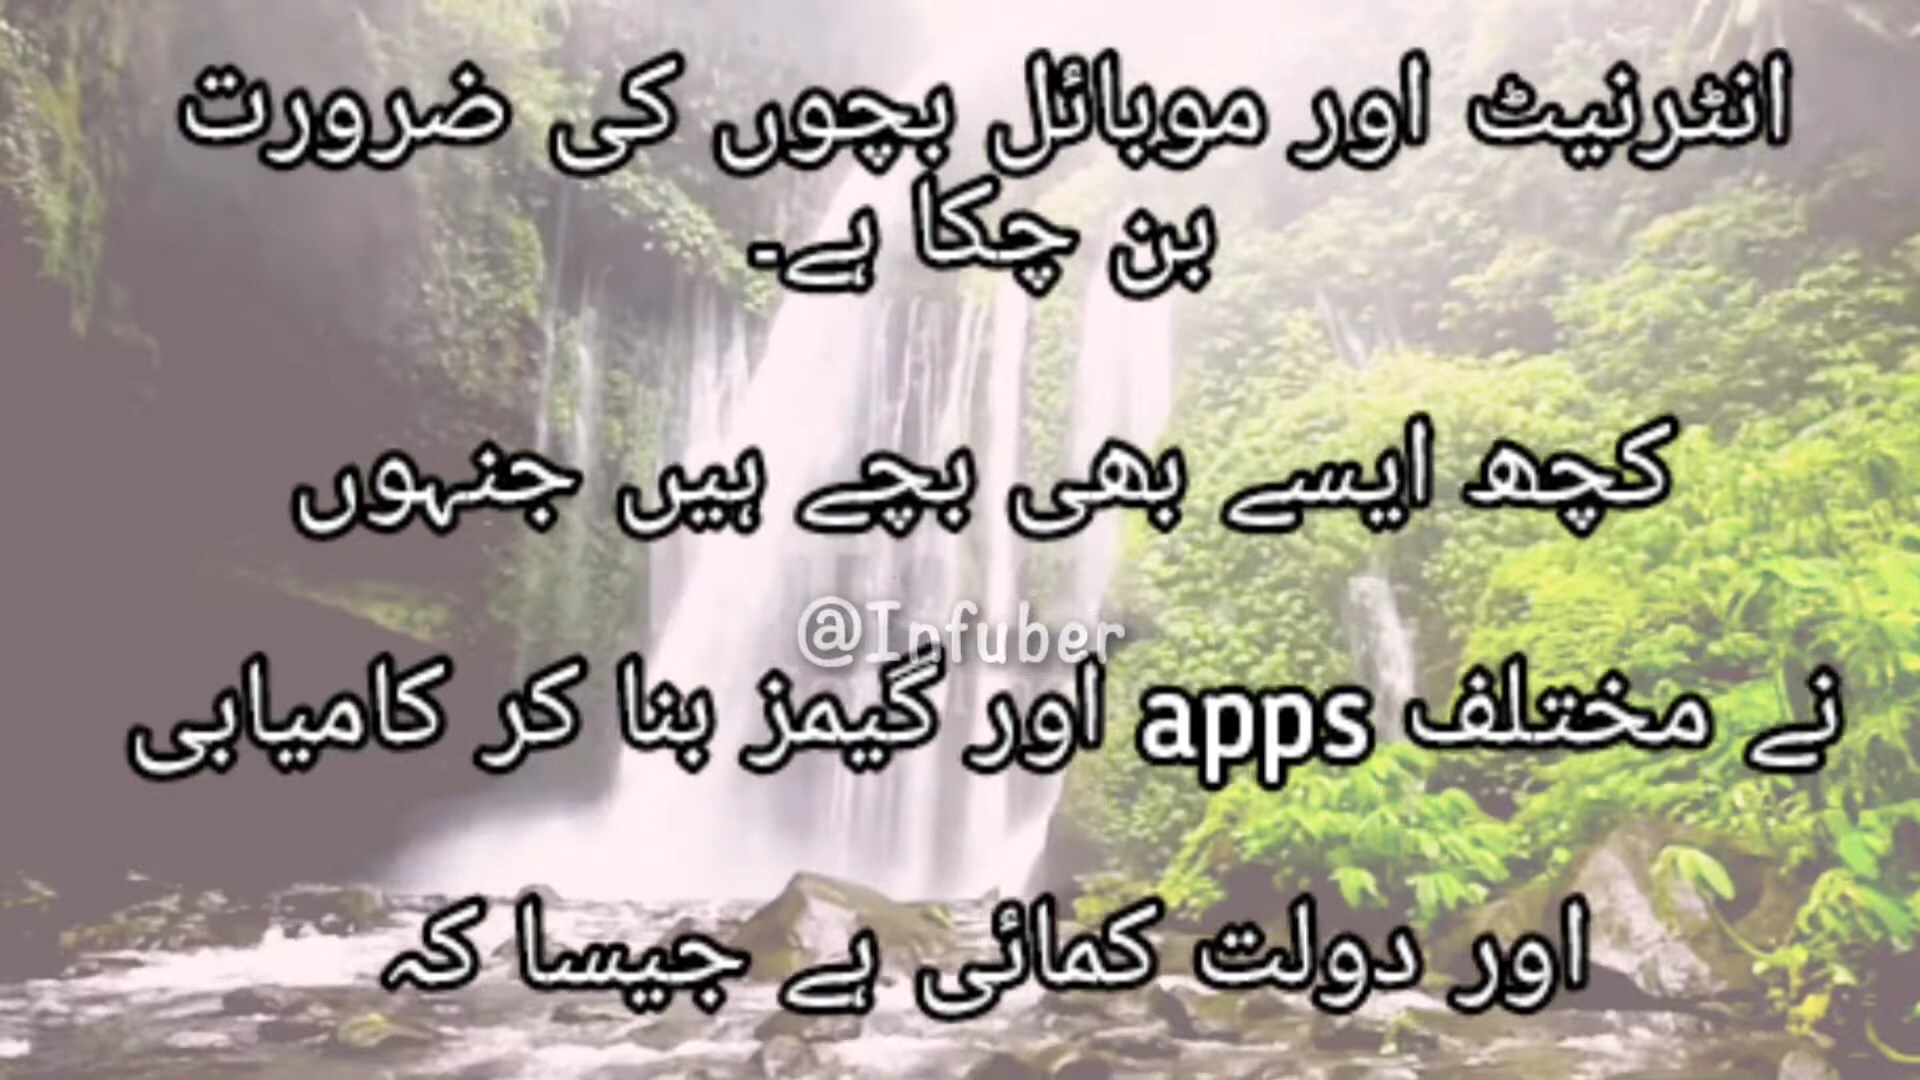 انٹرنیٹ اور موبائل بچوں کی ضرورت
بن چکا ہے۔
کچھ ایسے بھی بچے ہیں جنہوں
@Infuber
نے مختلف apps اور گیمز بنا کر کامیابی
اور دولت کمائی ہے جیسا کہ